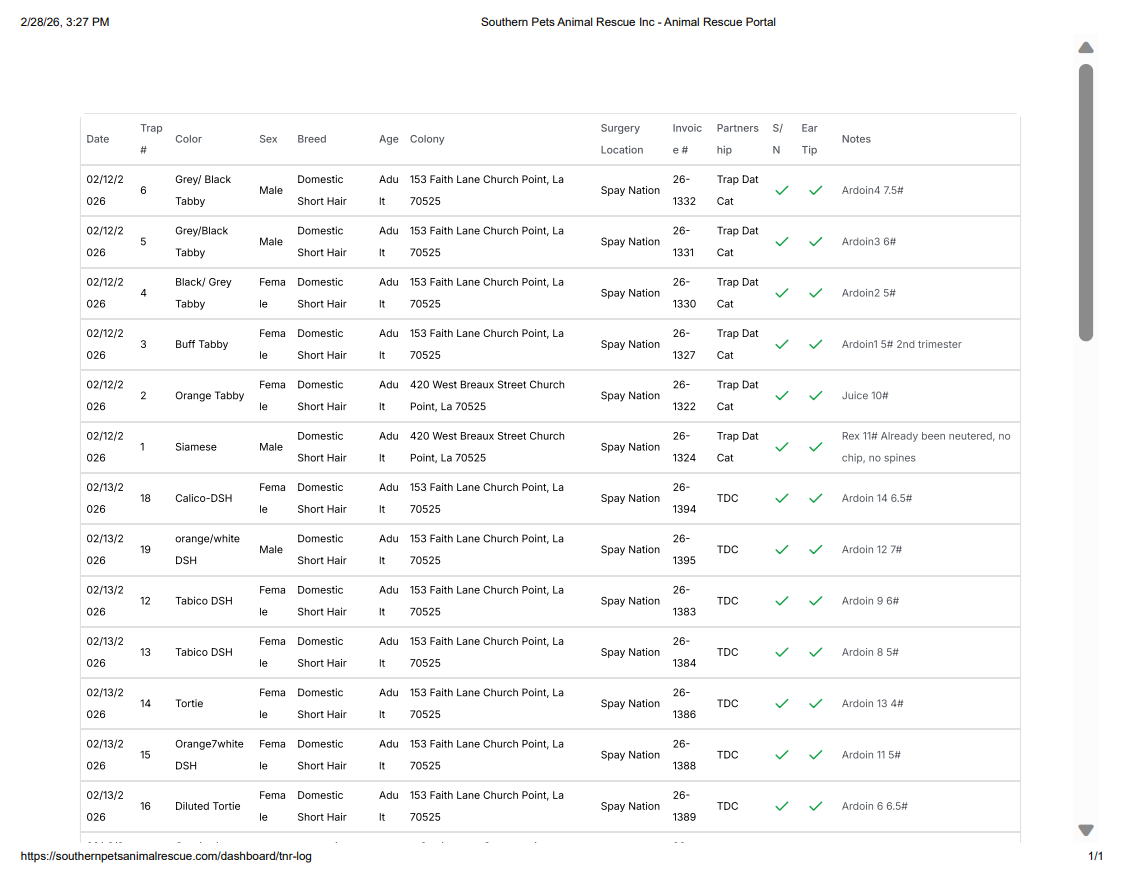 2/28/26, 3:27 PM Southern Pets Animal Rescue Inc - Animal Rescue Portal
Date Trap # Color Sex Breed Age Colony Surgery Location Invoic e # Partners hip S/ N Ear Tip Notes
02/12/2 026 6 Grey/ Black Tabby Male Domestic Short Hair Adu lt 153 Faith Lane Church Point, La 70525 Spay Nation 26- 1332 Trap Dat Cat ✓ ✓ Ardoin4 7.5#
02/12/2 026 5 Grey/Black Tabby Male Domestic Short Hair Adu lt 153 Faith Lane Church Point, La 70525 Spay Nation 26- 1331 Trap Dat Cat ✓ ✓ Ardoin3 6#
02/12/2 026 4 Black/ Grey Tabby Fema le Domestic Short Hair Adu lt 153 Faith Lane Church Point, La 70525 Spay Nation 26- 1330 Trap Dat Cat ✓ ✓ Ardoin2 5#
02/12/2 026 3 Buff Tabby Fema le Domestic Short Hair Adu lt 153 Faith Lane Church Point, La 70525 Spay Nation 26- 1327 Trap Dat Cat ✓ ✓ Ardoin1 5# 2nd trimester
02/12/2 026 2 Orange Tabby Fema le Domestic Short Hair Adu lt 420 West Breaux Street Church Point, La 70525 Spay Nation 26- 1322 Trap Dat Cat ✓ ✓ Juice 10#
02/12/2 026 1 Siamese Male Domestic Short Hair Adu lt 420 West Breaux Street Church Point, La 70525 Spay Nation 26- 1324 Trap Dat Cat ✓ ✓ Rex 11# Already been neutered, no chip, no spines
02/13/2 026 18 Calico-DSH Fema le Domestic Short Hair Adu lt 153 Faith Lane Church Point, La 70525 Spay Nation 26- 1394 TDC ✓ ✓ Ardoin 14 6.5#
02/13/2 026 19 orange/white DSH Male Domestic Short Hair Adu lt 153 Faith Lane Church Point, La 70525 Spay Nation 26- 1395 TDC ✓ ✓ Ardoin 12 7#
02/13/2 026 12 Tabico DSH Fema le Domestic Short Hair Adu lt 153 Faith Lane Church Point, La 70525 Spay Nation 26- 1383 TDC ✓ ✓ Ardoin 9 6#
02/13/2 026 13 Tabico DSH Fema le Domestic Short Hair Adu lt 153 Faith Lane Church Point, La 70525 Spay Nation 26- 1384 TDC ✓ ✓ Ardoin 8 5#
02/13/2 026 14 Tortie Fema le Domestic Short Hair Adu lt 153 Faith Lane Church Point, La 70525 Spay Nation 26- 1386 TDC ✓ ✓ Ardoin 13 4#
02/13/2 026 15 Orange7white DSH Fema le Domestic Short Hair Adu lt 153 Faith Lane Church Point, La 70525 Spay Nation 26- 1388 TDC ✓ ✓ Ardoin 11 5#
02/13/2 026 16 Diluted Tortie Fema le Domestic Short Hair Adu lt 153 Faith Lane Church Point, La 70525 Spay Nation 26- 1389 TDC ✓ ✓ Ardoin 6 6.5#
https://southernpetsanimalrescue.com/dashboard/tnr-log 1/1